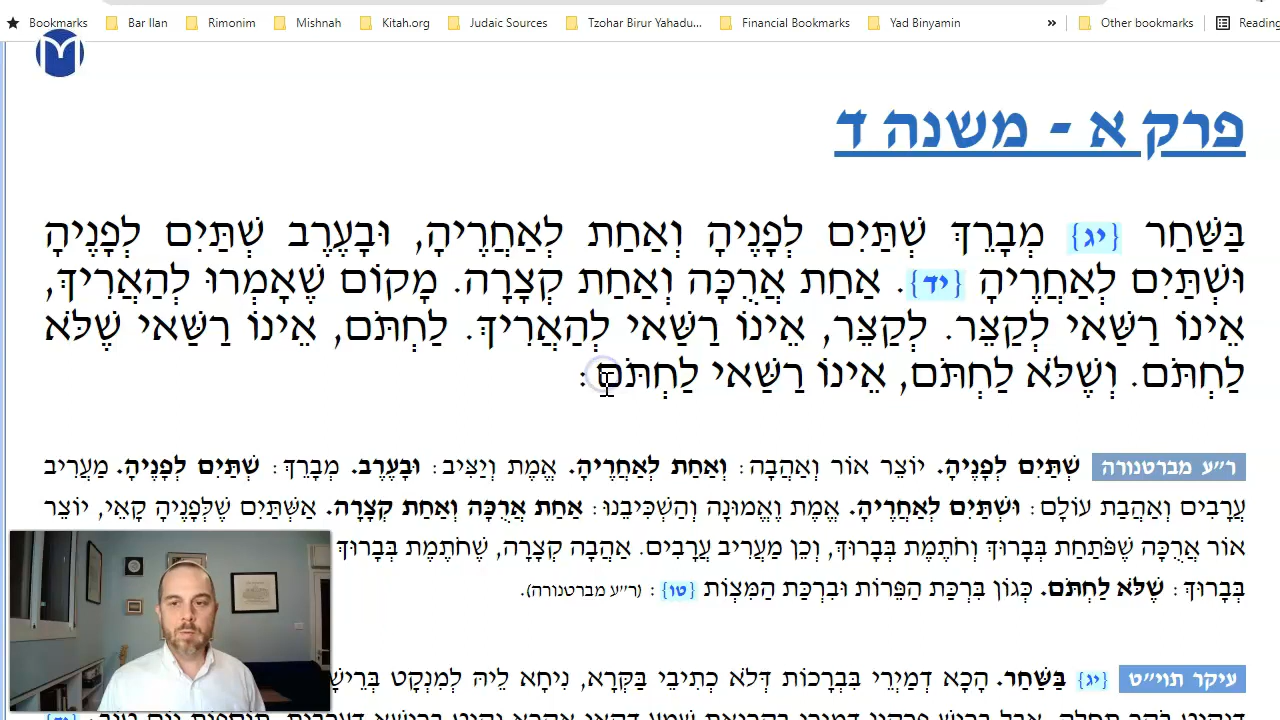 Bookmarks Bar Ilan Rimonim Mishnah Kitah.org Judaic Sources Tzohar Birur Yahadu... Financial Bookmarks Yad Binyamin » Other bookmarks Reading
פרק א - משנה ד
בַּשַּׁחַר {יג} מְבָרֵךְ שְׁתַּיִם לְפָנֶיהָ וְאַחַת לְאַחֲרֶיהָ, וּבָעֶרֶב שְׁתַּיִם לְפָנֶיהָ
וּשְׁתַּיִם לְאַחֲרֶיהָ {יד}. אַחַת אֲרֻכָּה וְאַחַת קְצָרָה. מָקוֹם שֶׁאָמְרוּ לְהַאֲרִיךְ,
אֵינוֹ רַשַּׁאי לְקַצֵּר. לְקַצֵּר, אֵינוֹ רַשַּׁאי לְהַאֲרִיךְ. לַחְתֹּם, אֵינוֹ רַשַּׁאי שֶׁלֹּא
לַחְתֹּם. וְשֶׁלֹּא לַחְתֹּם, אֵינוֹ רַשַּׁאי לַחְתֹּם:
ר״ע מברטנורה שְׁתַּיִם לְפָנֶיהָ. יוֹצֵר אוֹר וְאַהֲבָה: וְאַחַת לְאַחֲרֶיהָ. אֱמֶת וְיַצִּיב: וּבָעֶרֶב. מְבָרֵךְ: שְׁתַּיִם לְפָנֶיהָ. מַעֲרִיב
עֲרָבִים וְאַהֲבַת עוֹלָם: וּשְׁתַּיִם לְאַחֲרֶיהָ. אֱמֶת וֶאֱמוּנָה וְהַשְׁכִּיבֵנוּ: אַחַת אֲרֻכָּה וְאַחַת קְצָרָה. אַשְּׁתַּיִם שֶׁלְּפָנֶיהָ קָאֵי, יוֹצֵר
אוֹר אֲרֻכָּה שֶׁפּתַחַת בְּבָרוּךְ וְחֹתֶמֶת בְּבָרוּךְ, וְכֵן מַעֲרִיב עֲרָבִים. אַהֲבָה קְצָרָה, שֶׁחֹתֶמֶת בְּבָרוּךְ
בְּבָרוּךְ: שֶׁלֹּא לַחְתֹּם. כְּגוֹן בִּרְכַּת הַפֵּרוֹת וּבִרְכַּת הַמִּצְוֹת {טו}: (ר״ע מברטנורה).
עיקר תוי״ט {יג} בַּשַּׁחַר. הָכָא דְמַיְרֵי בִּבְרָכוֹת דְּלֹא כְתִיבֵי בַּקְּרָא, נִיחָא לֵיהּ לְמִנְקַט בְּרֵישָׁ